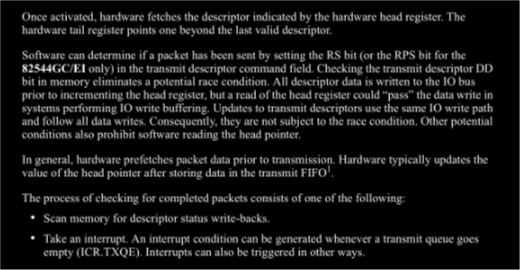 Once activated, hardware fetches the descriptor indicated by the hardware head register. The
hardware tail register points one beyond the last valid descriptor.
Software can determine if a packet has been sent by setting the RS bit (or the RPS bit for the
82544GC/EI only) in the transmit descriptor command field. Checking the transmit descriptor DD
bit in memory eliminates a potential race condition. All descriptor data is written to the IO bus
prior to incrementing the head register, but a read of the head register could “pass” the data write in
systems performing IO write buffering. Updates to transmit descriptors use the same IO write path
and follow all data writes. Consequently, they are not subject to the race condition. Other potential
conditions also prohibit software reading the head pointer.
In general, hardware prefetches packet data prior to transmission. Hardware typically updates the
value of the head pointer after storing data in the transmit FIFO1.
The process of checking for completed packets consists of one of the following:
• Scan memory for descriptor status write-backs.
• Take an interrupt. An interrupt condition can be generated whenever a transmit queue goes
empty (ICR.TXQE). Interrupts can also be triggered in other ways.